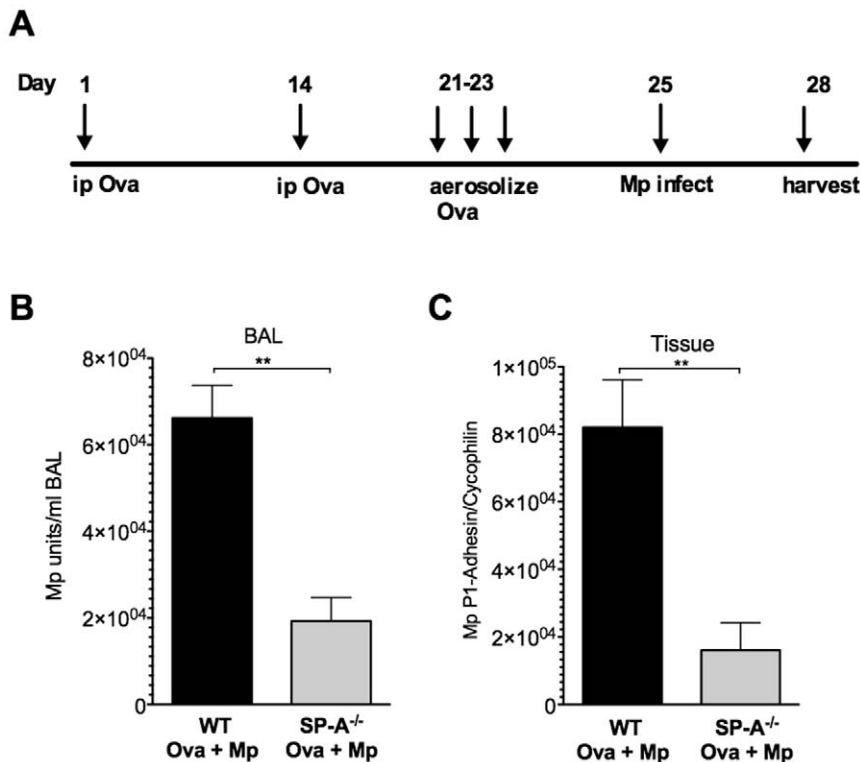 A
Day 1 14 21-23 25 28
ip Ova ip Ova aerosolize Mp infect harvest
Ova
B
BAL
**
8×10⁰⁴
6×10⁰⁴
4×10⁰⁴
2×10⁰⁴
0
Mp units/ml BAL
WT SP-A⁻/⁻
Ova + Mp Ova + Mp
C
Tissue
**
1×10⁰⁵
8×10⁰⁴
6×10⁰⁴
4×10⁰⁴
2×10⁰⁴
0
Mp P1-Adhesin/Cycophilin
WT SP-A⁻/⁻
Ova + Mp Ova + Mp